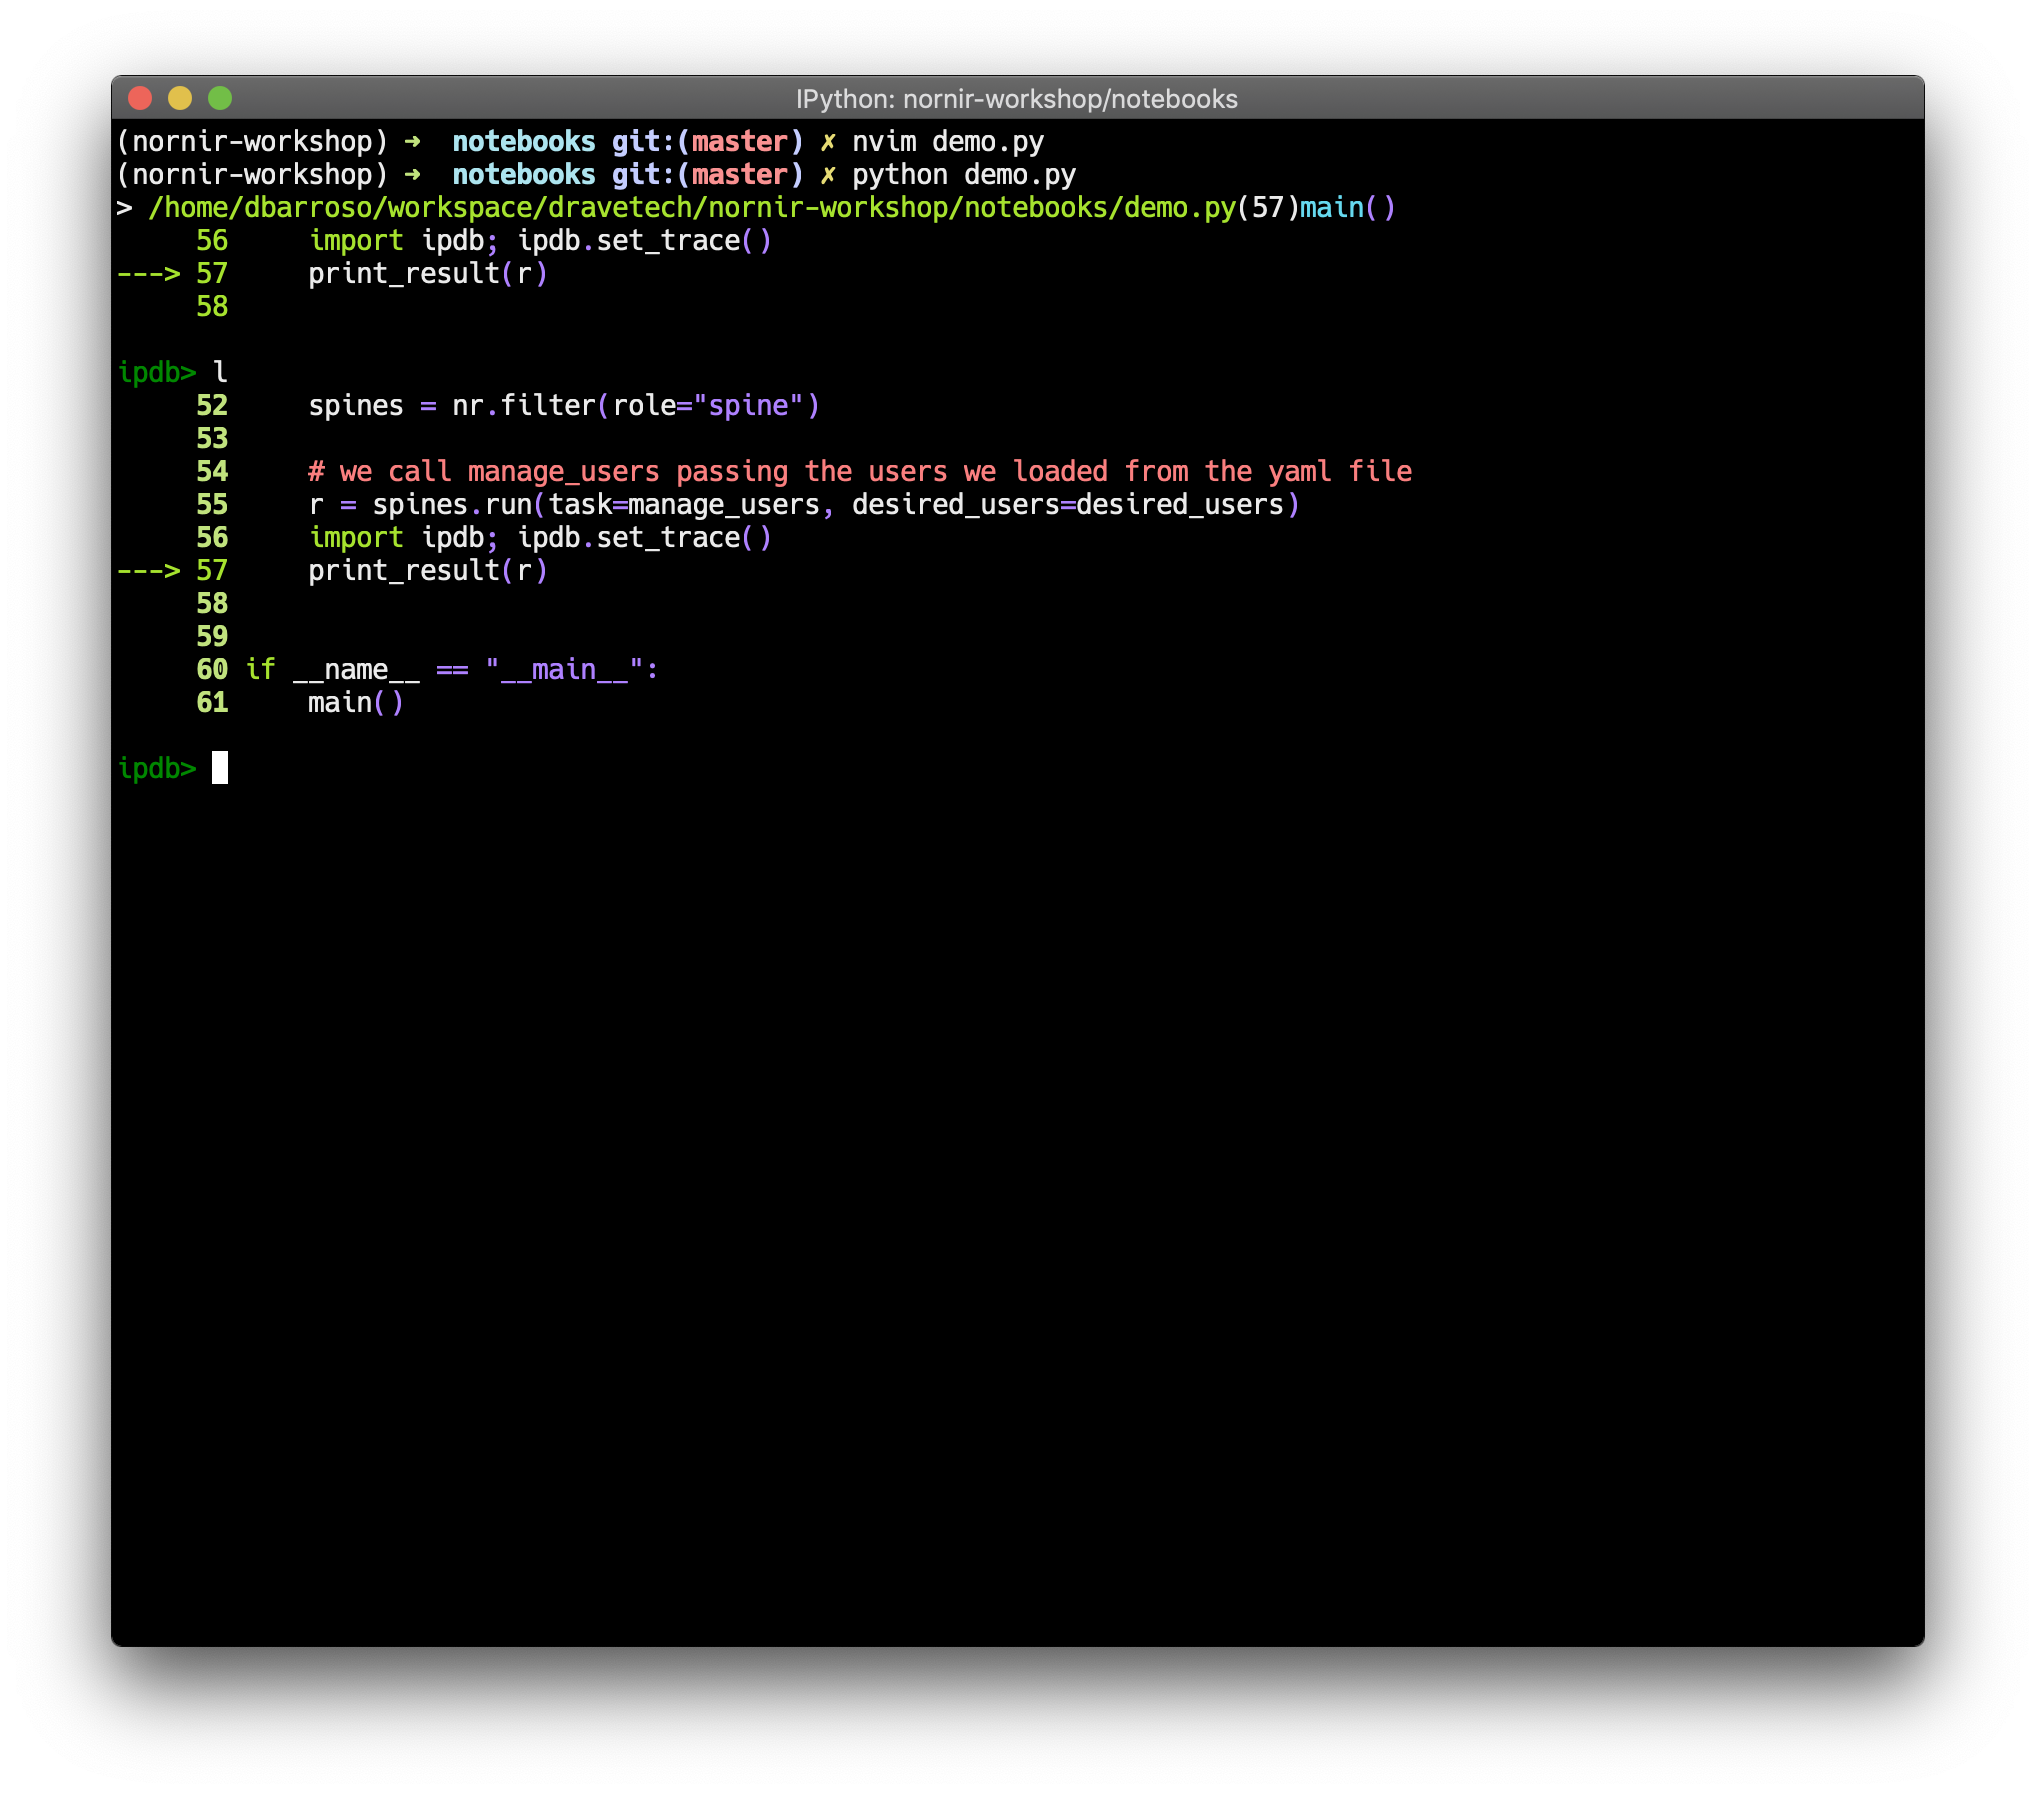 IPython: nornir-workshop/notebooks
(nornir-workshop) ➜  notebooks git:(master) ✗ nvim demo.py
(nornir-workshop) ➜  notebooks git:(master) ✗ python demo.py
> /home/dbarroso/workspace/dravetech/nornir-workshop/notebooks/demo.py(57)main()
     56     import ipdb; ipdb.set_trace()
---> 57     print_result(r)
     58
ipdb> l
     52     spines = nr.filter(role="spine")
     53
     54     # we call manage_users passing the users we loaded from the yaml file
     55     r = spines.run(task=manage_users, desired_users=desired_users)
     56     import ipdb; ipdb.set_trace()
---> 57     print_result(r)
     58
     59
     60 if __name__ == "__main__":
     61     main()
ipdb>